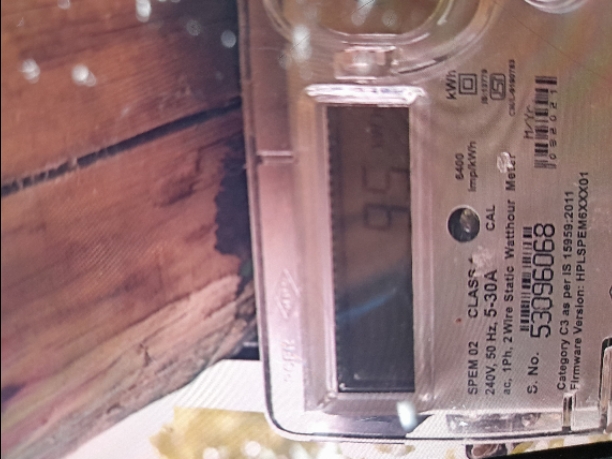 95
kWh
SPEM 02 CLASS
CAL
6400
Imp/kWh
240V, 50 Hz, 5-30A
ac, 1Ph, 2 Wire Static Watthour Meter
S. No. 53096068
Category C3 as per IS 15959:2011
Firmware Version: HPLSPEM6XXX01